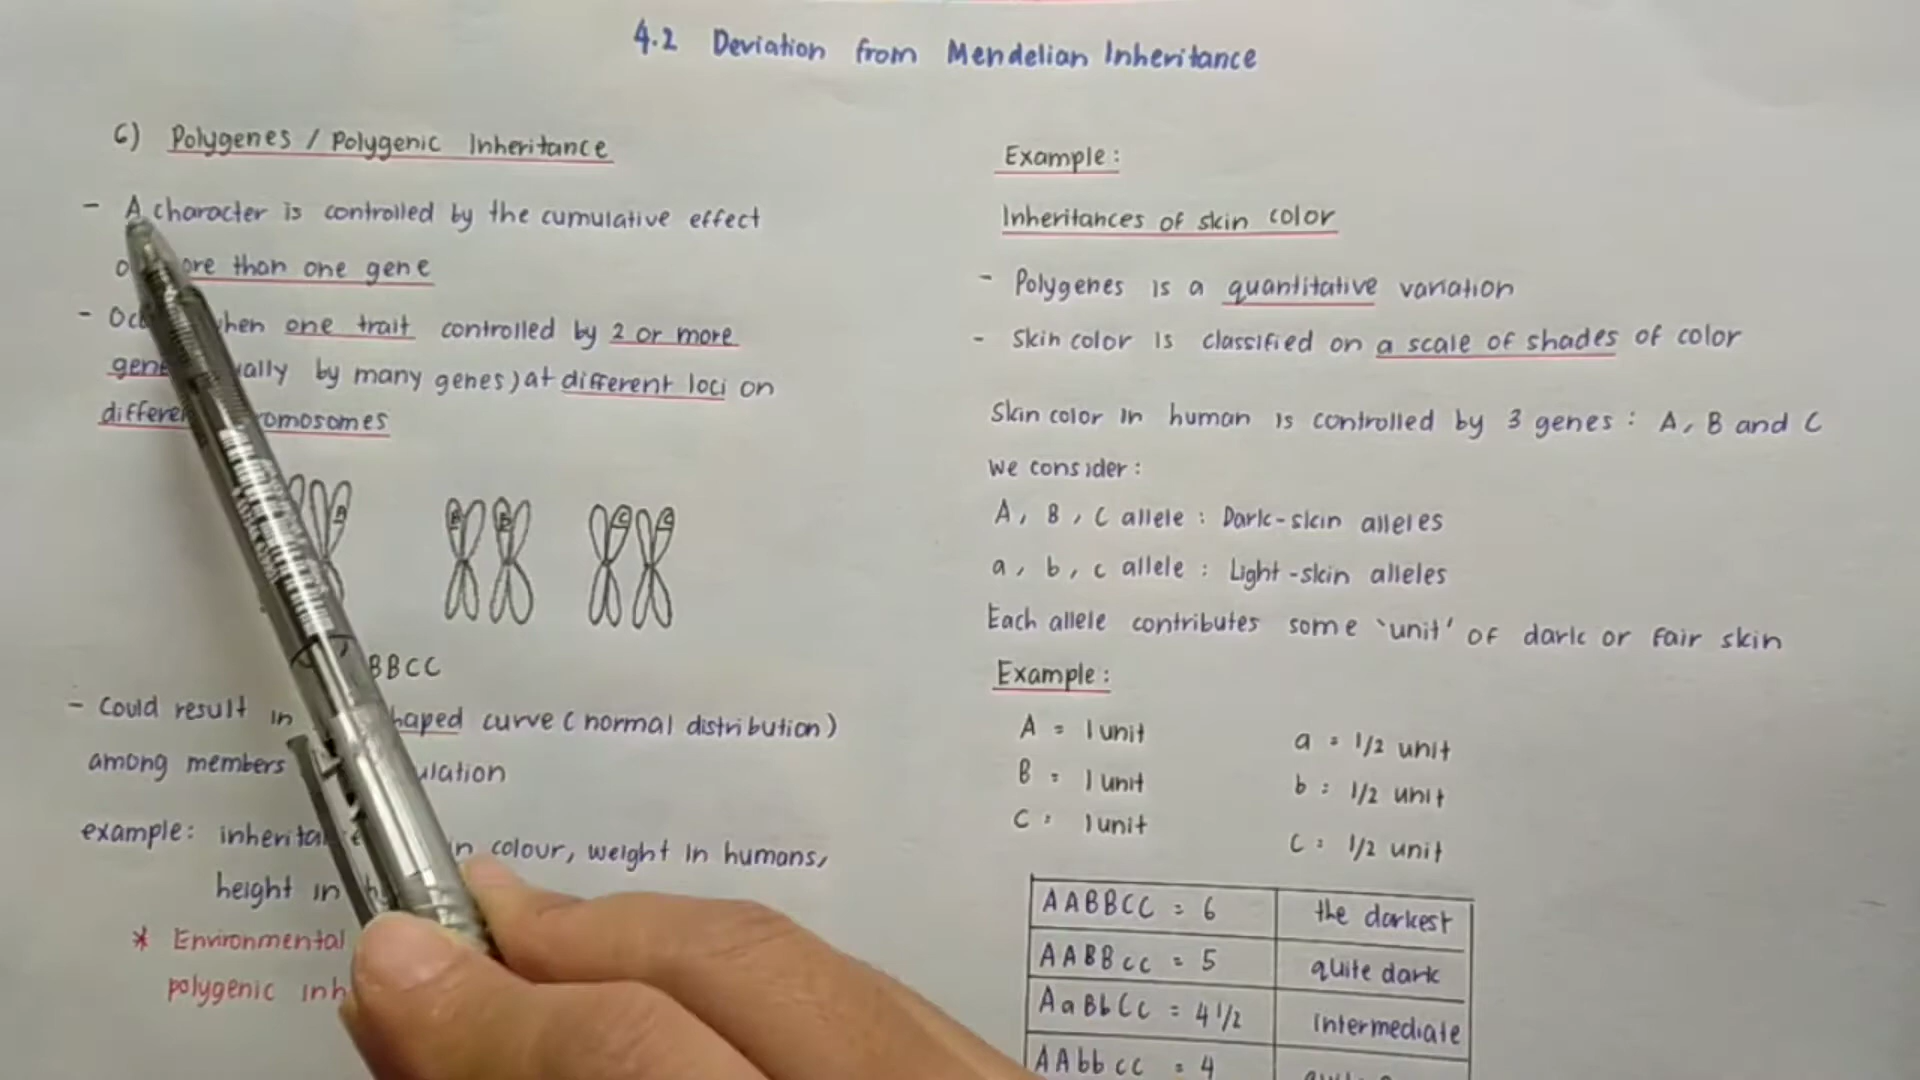 4.2 Deviation from Mendelian Inheritance
6) Polygenes / Polygenic Inheritance
- A character is controlled by the cumulative effect
ore than one gene
- hen one trait controlled by 2 or more
gene ually by many genes) at different loci on
differen omosomes
B B C C
BBCC
- Could result in haped curve (normal distribution)
among members ulation
example: inherita in colour, weight in humans,
height in h
* Environmental
polygenic inh
Example:
Inheritances of skin color
- Polygenes is a quantitative variation
- Skin color is classified on a scale of shades of color
Skin color in human is controlled by 3 genes: A, B and C
We consider:
A, B, C allele : Dark-skin alleles
a, b, c allele : Light-skin alleles
Each allele contributes some 'unit' of dark or fair skin
Example:
A = 1 unit a = 1/2 unit
B = 1 unit b = 1/2 unit
C = 1 unit c = 1/2 unit
AABBCC = 6 the darkest
AABBcc = 5 quite dark
AaBbCc = 4 1/2 intermediate
AAbbcc = 4